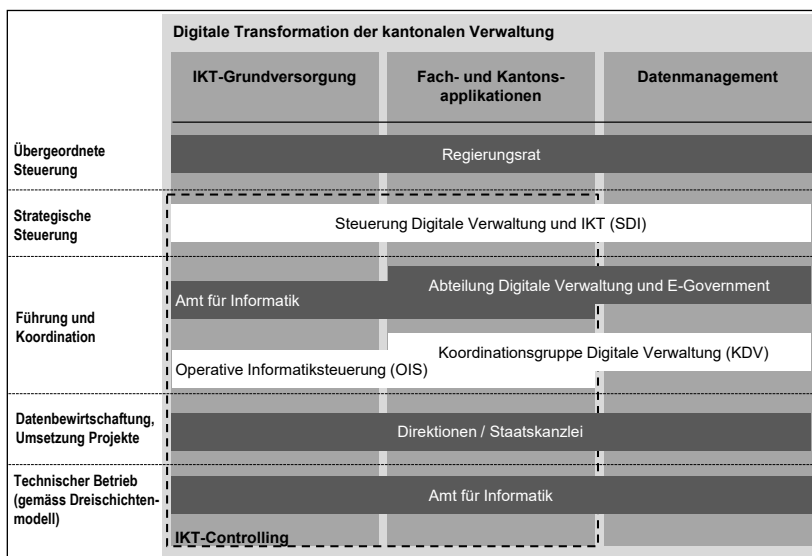 Digitale Transformation der kantonalen Verwaltung
IKT-Grundversorgung
Fach- und Kantons-
applikationen
Datenmanagement
Übergeordnete
Steuerung
Regierungsrat
Strategische
Steuerung
Steuerung Digitale Verwaltung und IKT (SDI)
Führung und
Koordination
Abteilung Digitale Verwaltung und E-Government
Amt für Informatik
Koordinationsgruppe Digitale Verwaltung (KDV)
Operative Informatiksteuerung (OIS)
Datenbewirtschaftung,
Umsetzung Projekte
Direktionen / Staatskanzlei
Technischer Betrieb
(gemäss Dreischichten-
modell)
Amt für Informatik
IKT-Controlling